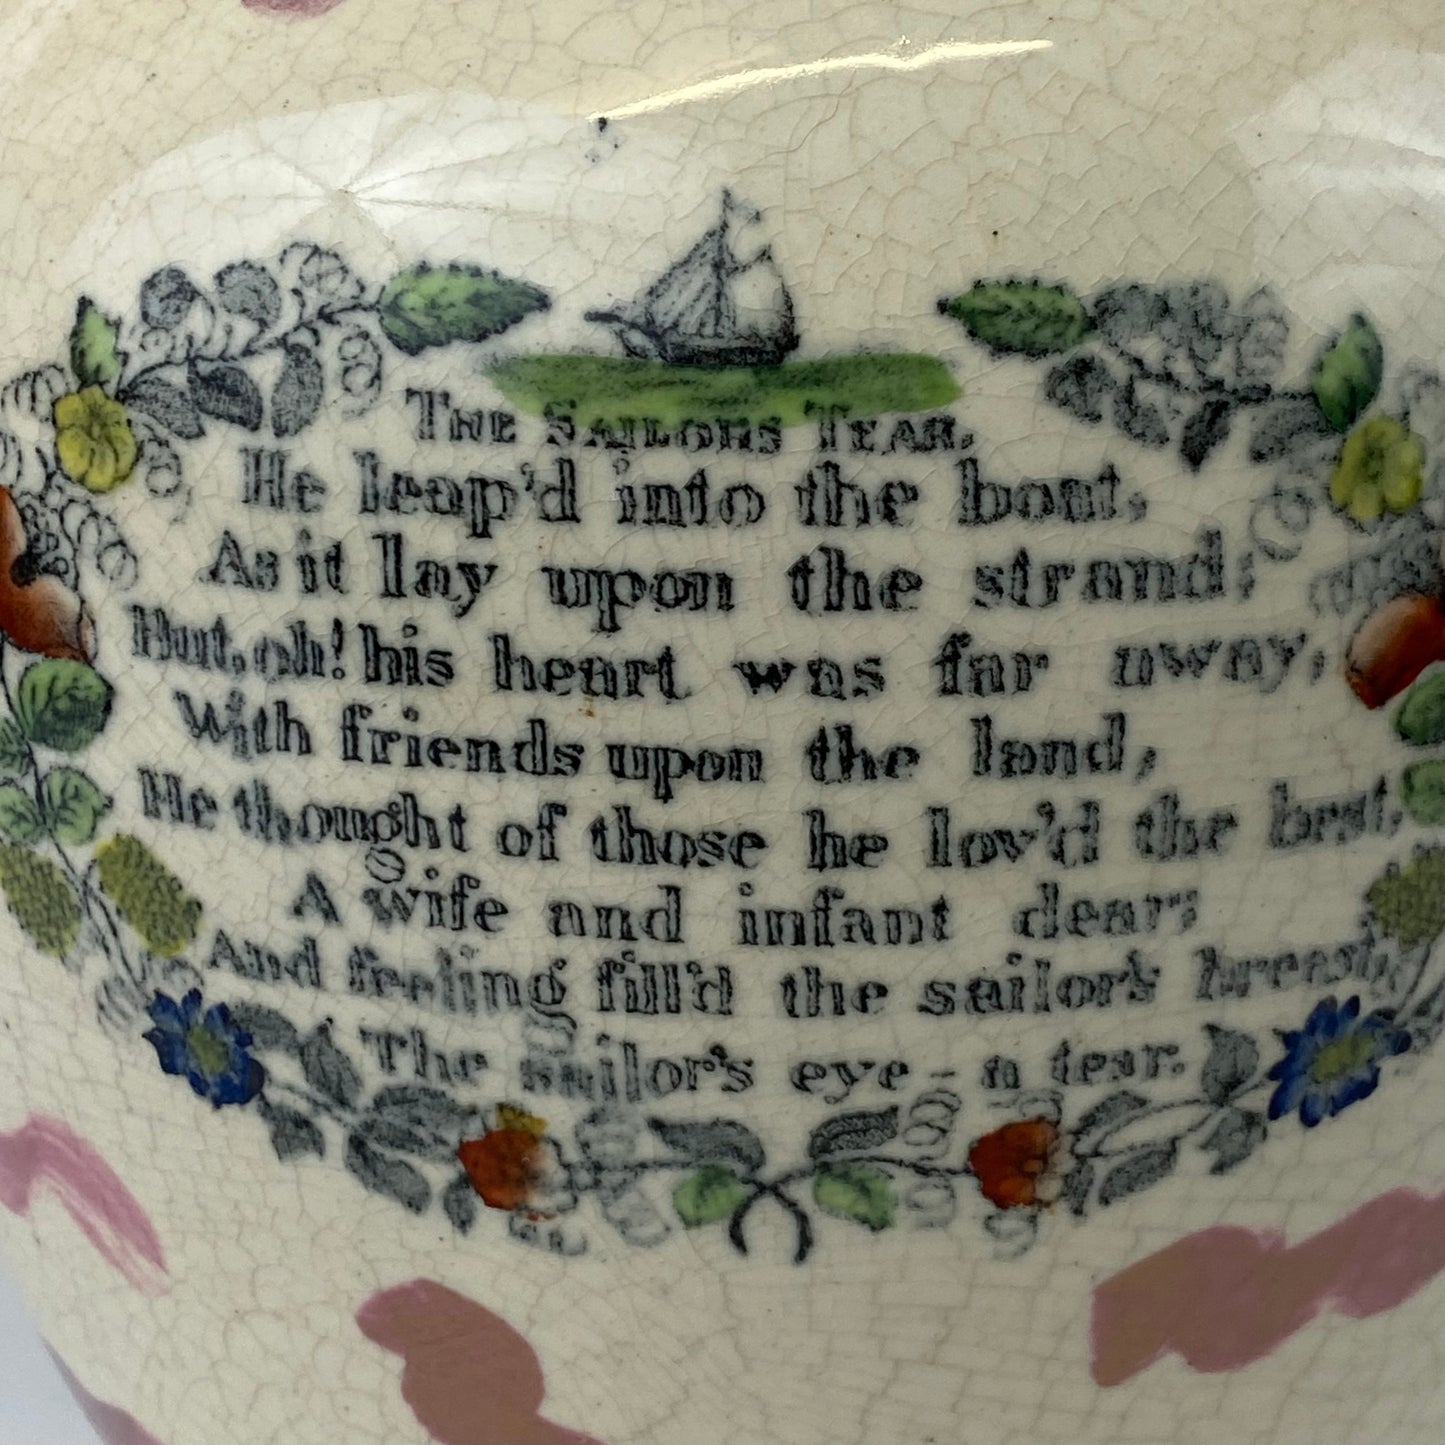 THE SAILORS TEAR.
He leap'd into the boat,
As it lay upon the strand;
But, oh! his heart was far away,
With friends upon the land,
He thought of those he lov'd the best,
A wife and infant dear;
And feeling fill'd the sailor's breast,
The sailor's eye – a tear.